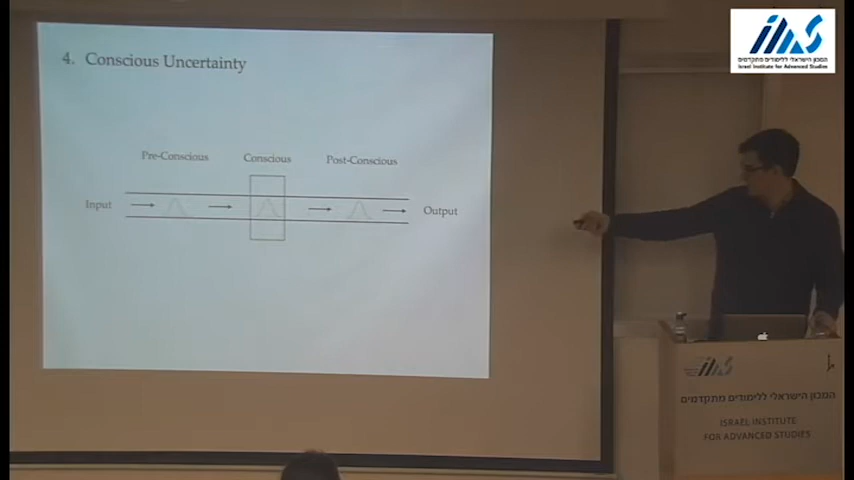 4. Conscious Uncertainty
Pre-Conscious Conscious Post-Conscious
Input Output
המכון הישראלי ללימודים מתקדמים
Israel Institute for Advanced Studies
המכון הישראלי ללימודים מתקדמים
ISRAEL INSTITUTE
FOR ADVANCED STUDIES